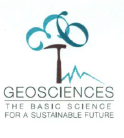 GEOSCIENCES
THE BASIC SCIENCE
FOR A SUSTAINABLE FUTURE